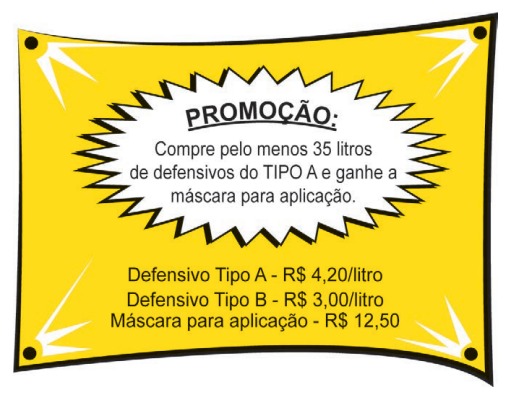 PROMOÇÃO:
Compre pelo menos 35 litros
de defensivos do TIPO A e ganhe a
máscara para aplicação.
Defensivo Tipo A - R$ 4,20/litro
Defensivo Tipo B - R$ 3,00/litro
Máscara para aplicação - R$ 12,50